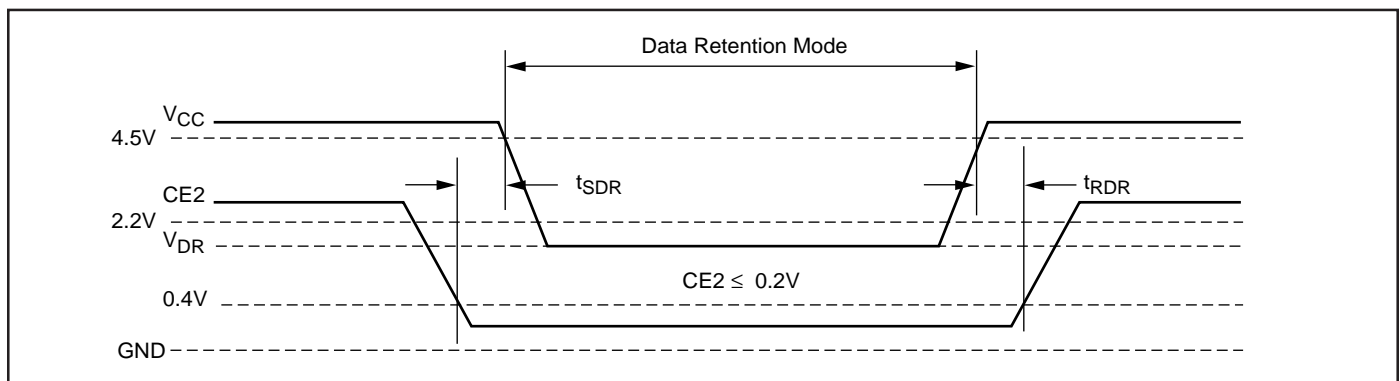 Data Retention Mode
VCC
4.5V
tSDR
tRDR
CE2
2.2V
VDR
CE2 ≤ 0.2V
0.4V
GND